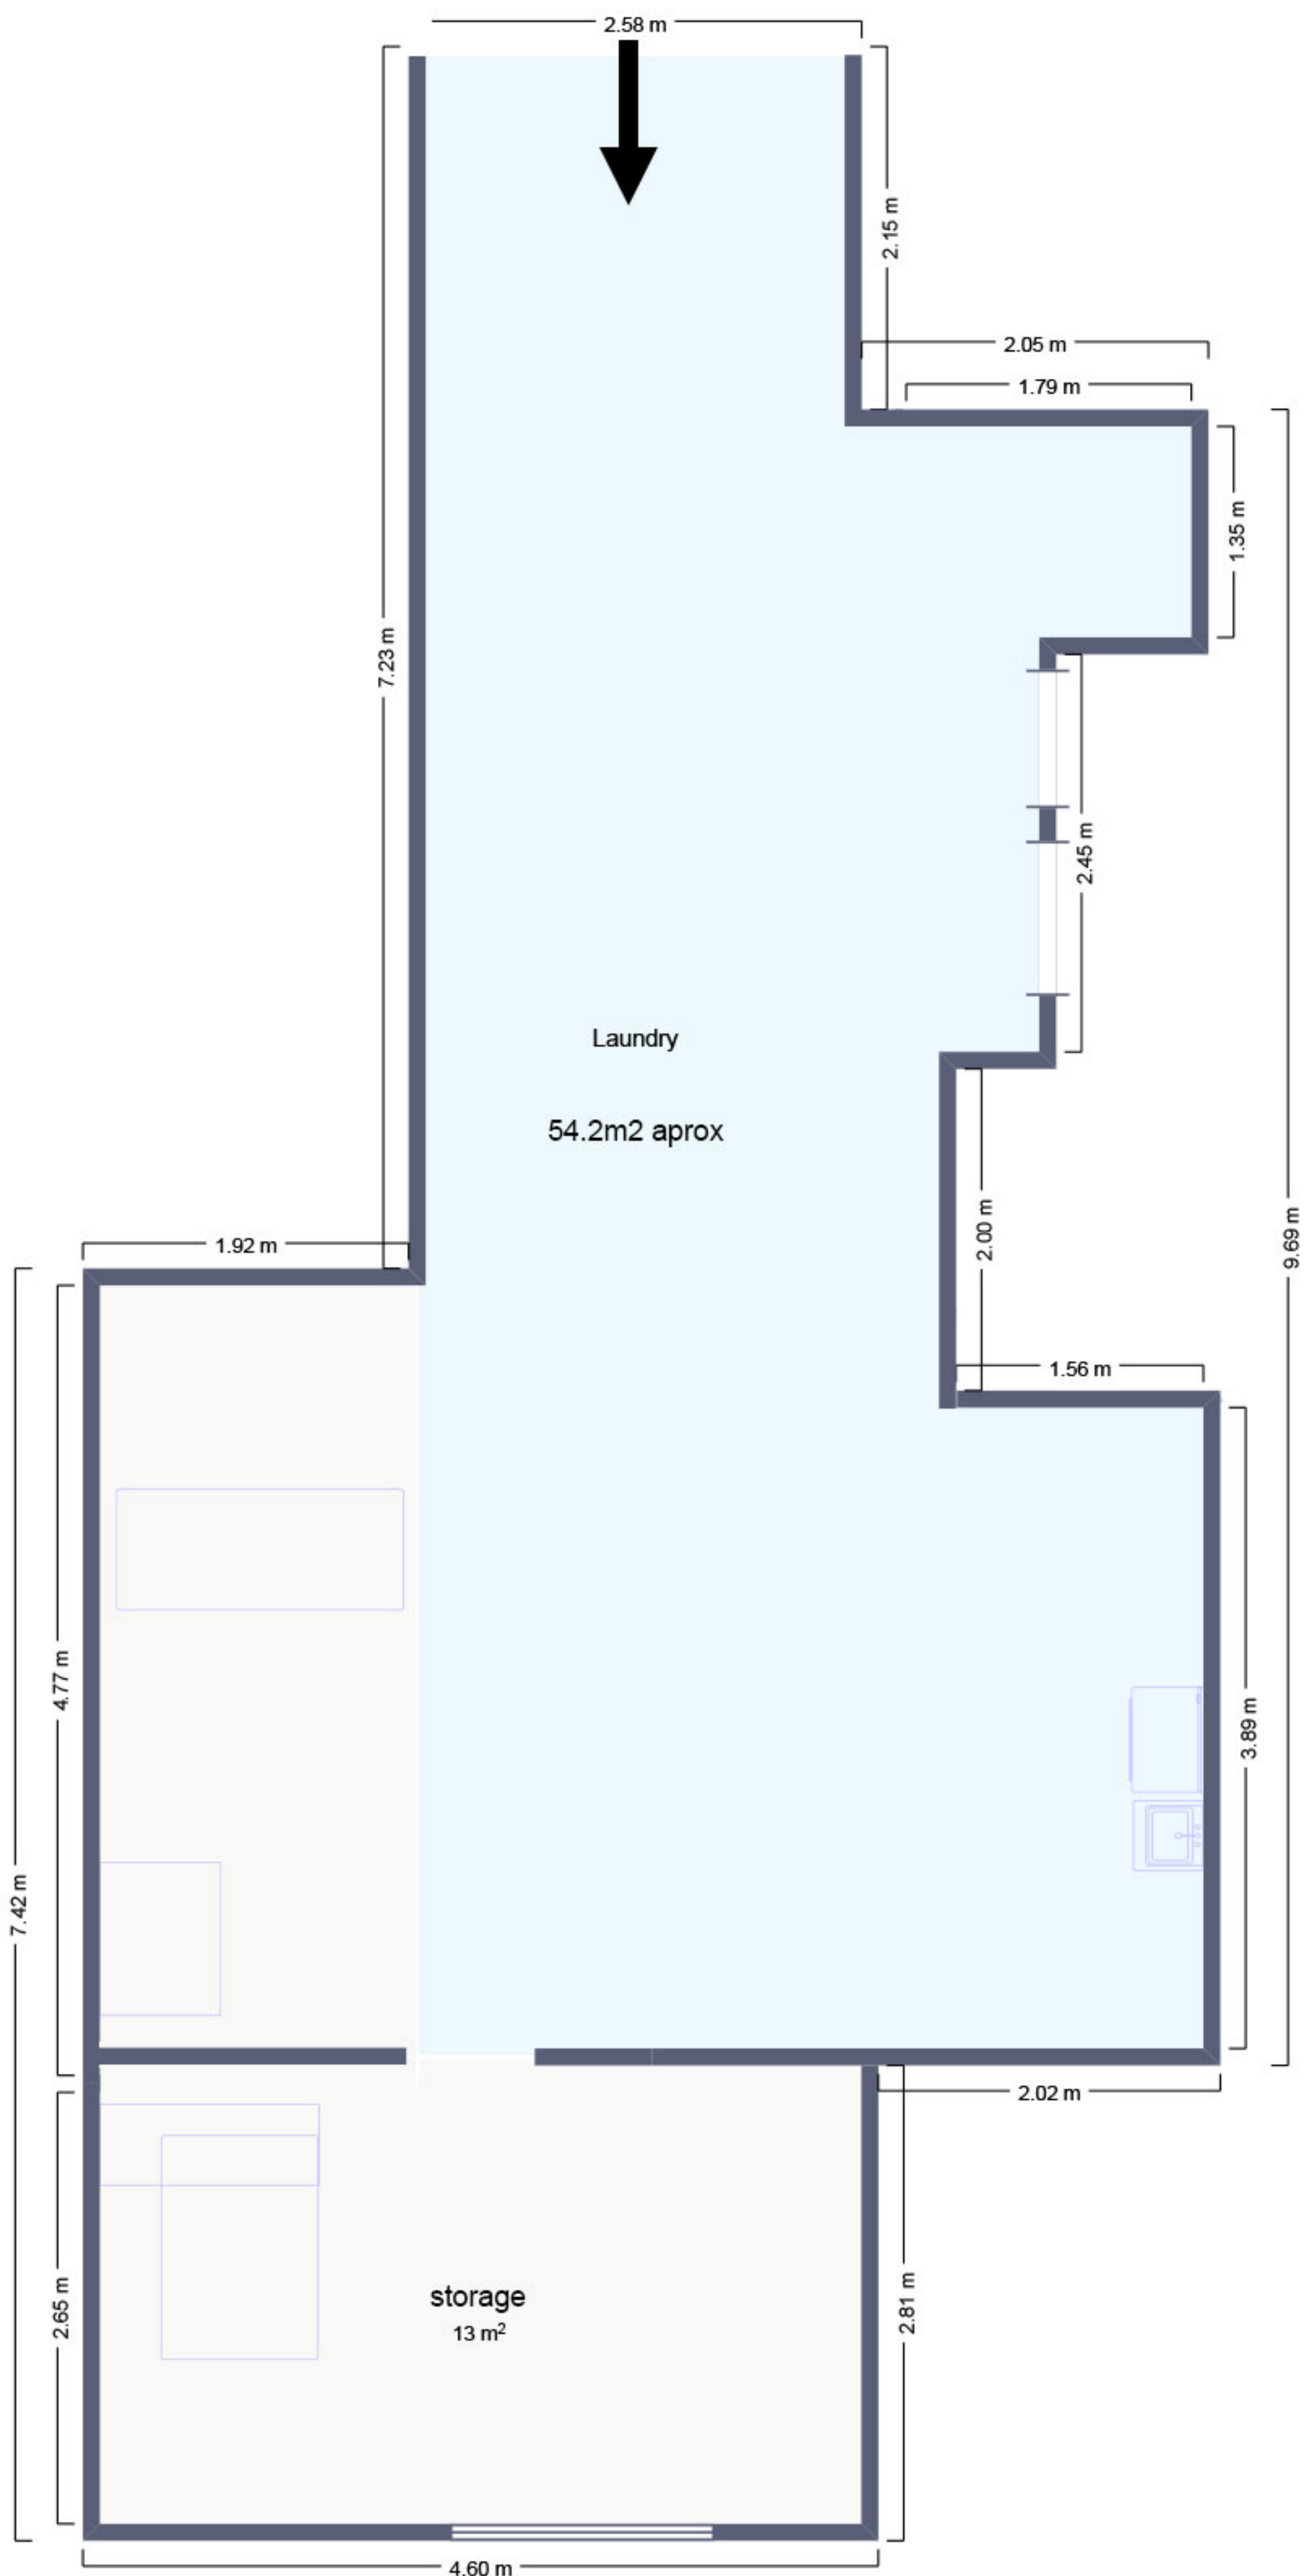 2.58 m
2.15 m
2.05 m
1.79 m
1.35 m
7.23 m
2.45 m
Laundry
54.2m2 aprox
2.00 m
9.69 m
1.92 m
1.56 m
4.77 m
3.89 m
7.42 m
2.02 m
2.65 m
storage
13 m²
2.81 m
4.60 m